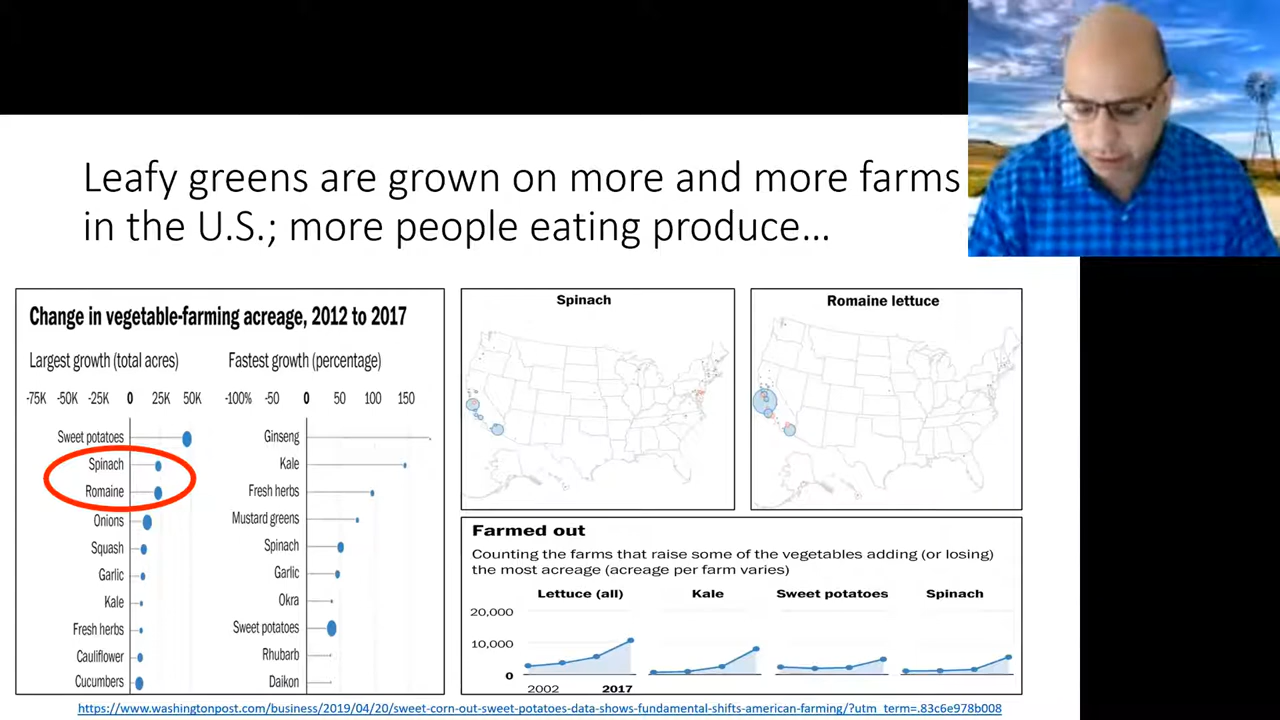 Leafy greens are grown on more and more farms
in the U.S.; more people eating produce...
Change in vegetable-farming acreage, 2012 to 2017
Largest growth (total acres)
-75K -50K -25K 0 25K 50K
Sweet potatoes
Spinach
Romaine
Onions
Squash
Garlic
Kale
Fresh herbs
Cauliflower
Cucumbers
Fastest growth (percentage)
-100% -50 0 50 100 150
Ginseng
Kale
Fresh herbs
Mustard greens
Spinach
Garlic
Okra
Sweet potatoes
Rhubarb
Daikon
Spinach
Romaine lettuce
Farmed out
Counting the farms that raise some of the vegetables adding (or losing)
the most acreage (acreage per farm varies)
Lettuce (all) Kale Sweet potatoes Spinach
20,000
10,000
0
2002 2017
https://www.washingtonpost.com/business/2019/04/20/sweet-corn-out-sweet-potatoes-data-shows-fundamental-shifts-american-farming/?utm_term=.83c6e978b008